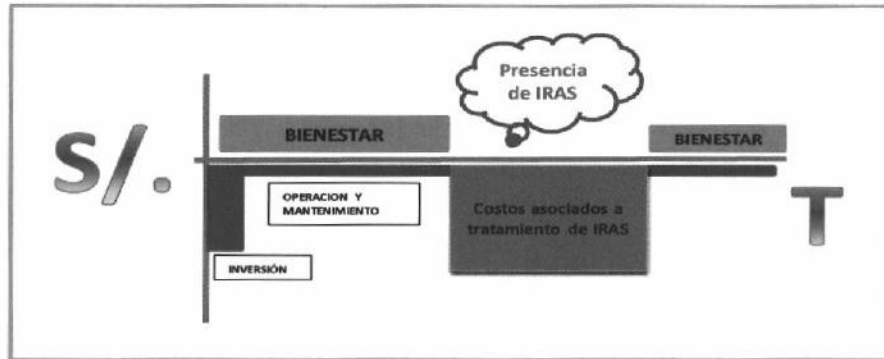 Presencia
de IRAS
S/.
BIENESTAR
BIENESTAR
OPERACION Y
MANTENIMIENTO
Costos asociados a
tratamiento de IRAS
T
INVERSIÓN